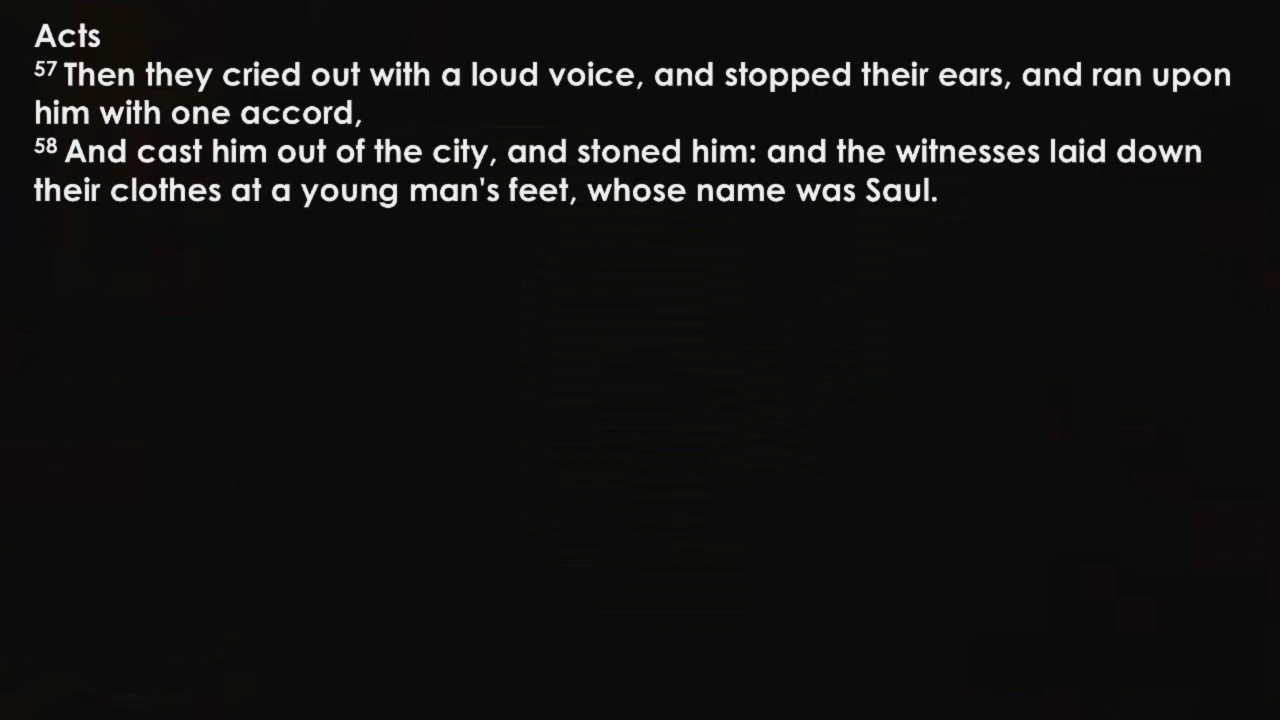 Acts
57 Then they cried out with a loud voice, and stopped their ears, and ran upon
him with one accord,
58 And cast him out of the city, and stoned him: and the witnesses laid down
their clothes at a young man's feet, whose name was Saul.